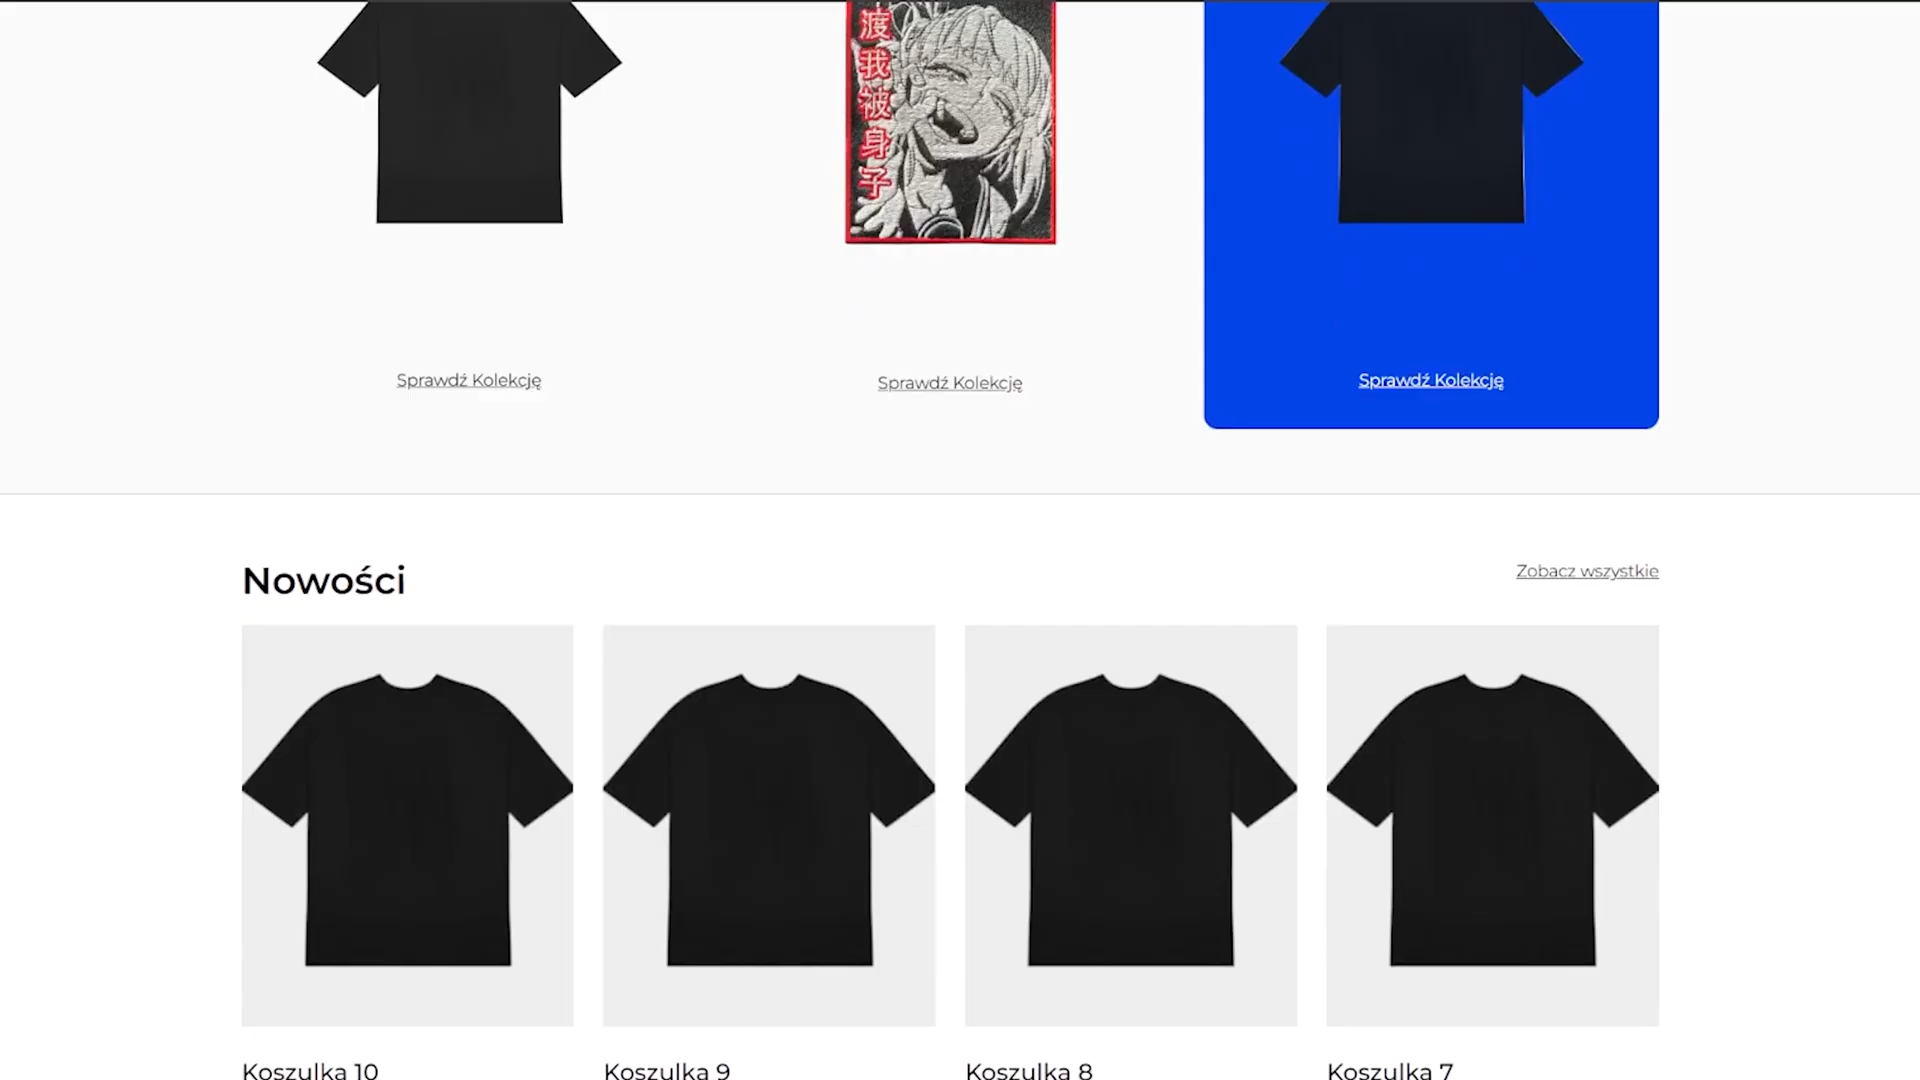 渡我被身子
Sprawdź Kolekcję
Sprawdź Kolekcję
Sprawdź Kolekcję
Nowości
Zobacz wszystkie
Koszulka 10
Koszulka 9
Koszulka 8
Koszulka 7